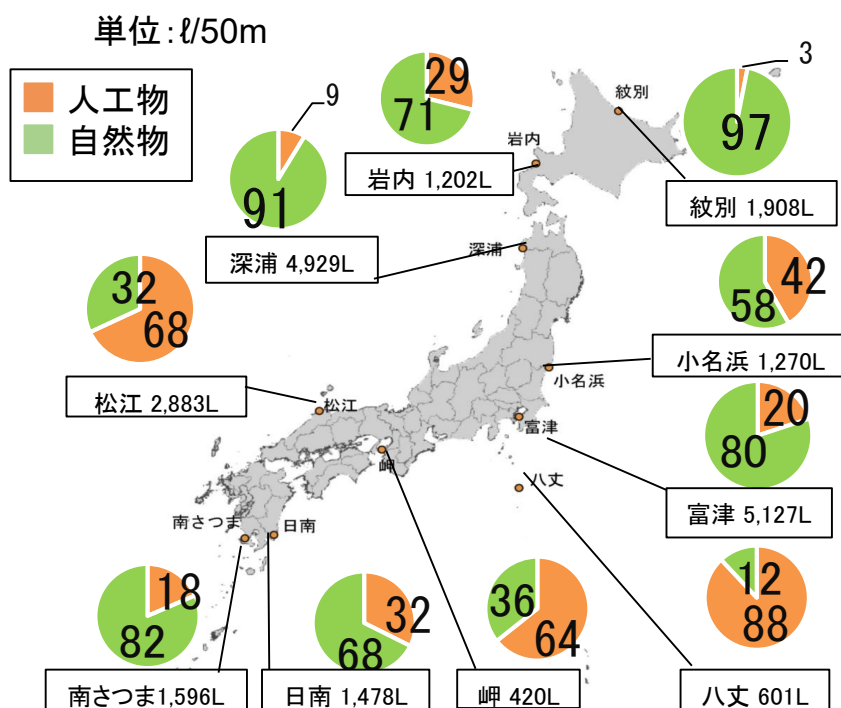 単位:ℓ/50m
人工物
自然物
3
29
71
97
9
91
紋別
岩内
岩内 1,202L
紋別 1,908L
深浦
深浦 4,929L
42
58
32
68
小名浜 1,270L
小名浜
松江 2,883L
松江
20
80
富津
岬
八丈
富津 5,127L
南さつま
日南
18
82
32
68
36
64
12
88
南さつま1,596L
日南 1,478L
岬 420L
八丈 601L